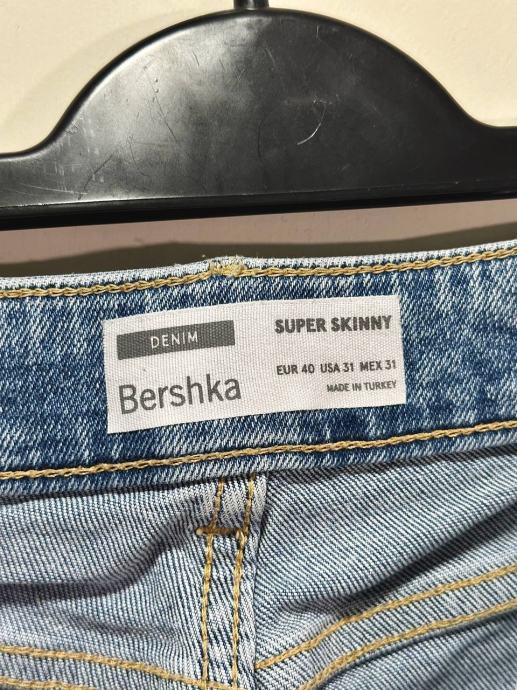 DENIM
Bershka
SUPER SKINNY
EUR 40 USA 31 MEX 31
MADE IN TURKEY